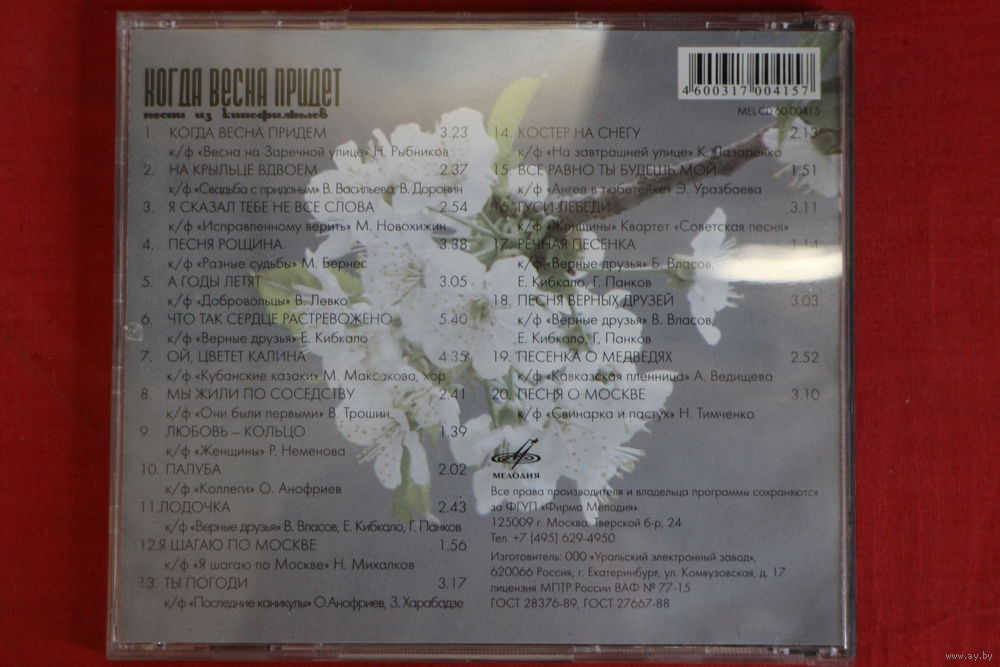 КОГДА ВЕСНА ПРИДЕТ
песни из кинофильмов
1. КОГДА ВЕСНА ПРИДЕМ 3.23
к/ф «Весна на Заречной улице» Н. Рыбников
2. НА КРЫЛЬЦЕ ВДВОЕМ 2.37
к/ф «Свадьба с приданым» В. Васильева, В. Доронин
3. Я СКАЗАЛ ТЕБЕ НЕ ВСЕ СЛОВА 2.54
к/ф «Исправленному верить» М. Новохижин
4. ПЕСНЯ РОЩИНА 3.38
к/ф «Разные судьбы» М. Бернес
5. А ГОДЫ ЛЕТЯТ 3.05
к/ф «Добровольцы» В. Левко
6. ЧТО ТАК СЕРДЦЕ РАСТРЕВОЖЕНО 5.40
к/ф «Верные друзья» Е. Кибкало
7. ОЙ, ЦВЕТЕТ КАЛИНА 4.35
к/ф «Кубанские казаки» М. Максакова, хор
8. МЫ ЖИЛИ ПО СОСЕДСТВУ 2.41
к/ф «Они были первыми» В. Трошин
9. ЛЮБОВЬ – КОЛЬЦО 1.39
к/ф «Женщины» Р. Неменова
10. ПАЛУБА 2.02
к/ф «Коллеги» О. Анофриев
11.ЛОДОЧКА 2.43
к/ф «Верные друзья» В. Власов, Е. Кибкало, Г. Панков
12.Я ШАГАЮ ПО МОСКВЕ 1.56
к/ф «Я шагаю по Москве» Н. Михалков
13. ТЫ ПОГОДИ 3.17
к/ф «Последние каникулы» О.Анофриев, З. Харабадзе
4600317004157
MEL CD 60 00415
14. КОСТЕР НА СНЕГУ 2.13
к/ф «На завтрашней улице» К. Лазаренко
15. ВСЕ РАВНО ТЫ БУДЕШЬ МОЙ 1.51
к/ф «Ангел в тюбетейке» Э. Уразбаева
16. ГУСИ-ЛЕБЕДИ 3.11
к/ф «Женщины» Квартет «Советская песня»
17. РЕЧНАЯ ПЕСЕНКА 1.14
к/ф «Верные друзья» Б. Власов,
Е. Кибкало, Г. Панков
18. ПЕСНЯ ВЕРНЫХ ДРУЗЕЙ 3.03
к/ф «Верные друзья» В. Власов,
Е. Кибкало, Г. Панков
19. ПЕСЕНКА О МЕДВЕДЯХ 2.52
к/ф «Кавказская пленница» А. Ведищева
20. ПЕСНЯ О МОСКВЕ 3.10
к/ф «Свинарка и пастух» Н. Тимченко
МЕЛОДИЯ
Все права производителя и владельца программы сохраняются
за ФГУП «Фирма Мелодия»
125009 г. Москва, Тверской б-р, 24
Тел. +7 (495) 629-4950
Изготовитель: ООО «Уральский электронный завод»,
620066 Россия, г. Екатеринбург, ул. Комвузовская, д. 17
лицензия МПТР России ВАФ № 77-15
ГОСТ 28376-89, ГОСТ 27667-88
www.ay.by